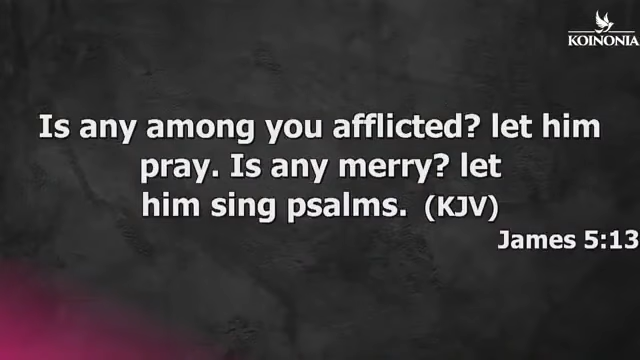 KOINONIA
Is any among you afflicted? let him
pray. Is any merry? let
him sing psalms. (KJV)
James 5:13